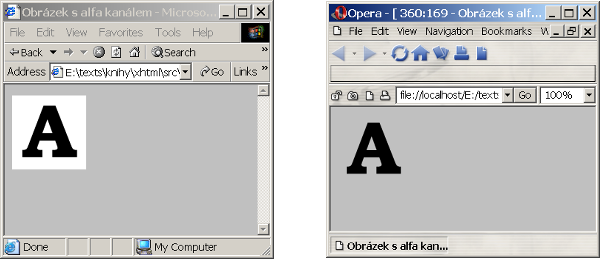 Obrázek s alfa kanálem - Microso...
File Edit View Favorites Tools Help
Back Search »
Address E:\texts\knihy\xhtml\src\ Go Links »
A
Done My Computer
Opera - [ 360:169 - Obrázek s alf...
File Edit View Navigation Bookmarks
file://localhost/E:/texts Go 100%
A
Obrázek s alfa kan...